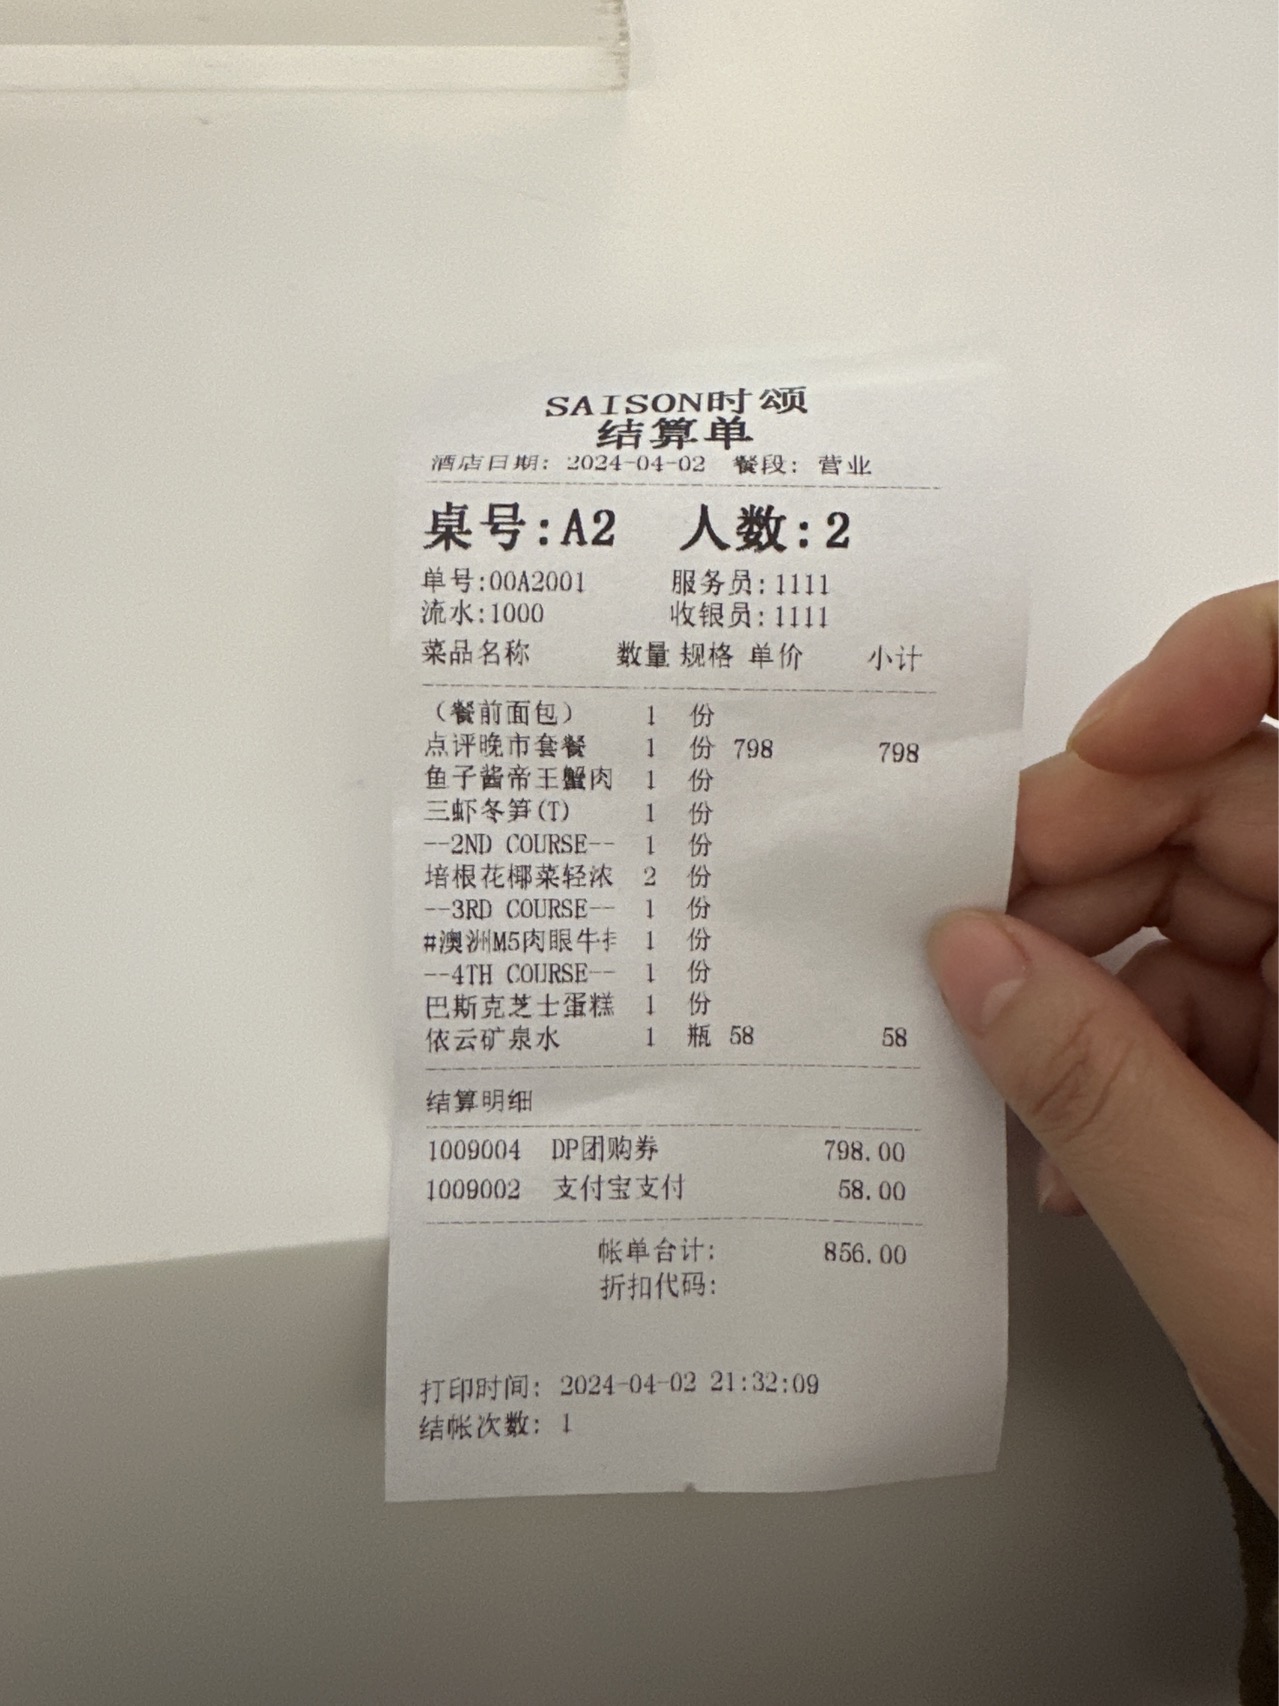 SAISON时颂
结算单
酒店日期: 2024-04-02 餐段: 营业
桌号:A2 人数:2
单号:00A2001 服务员:1111
流水:1000 收银员:1111
菜品名称 数量 规格 单价 小计
（餐前面包） 1 份
点评晚市套餐 1 份 798 798
鱼子酱帝王蟹肉 1 份
三虾冬笋(T) 1 份
--2ND COURSE-- 1 份
培根花椰菜轻浓 2 份
--3RD COURSE-- 1 份
#澳洲M5肉眼牛扌 1 份
--4TH COURSE-- 1 份
巴斯克芝士蛋糕 1 份
依云矿泉水 1 瓶 58 58
结算明细
1009004 DP团购券 798.00
1009002 支付宝支付 58.00
帐单合计: 856.00
折扣代码:
打印时间: 2024-04-02 21:32:09
结帐次数: 1